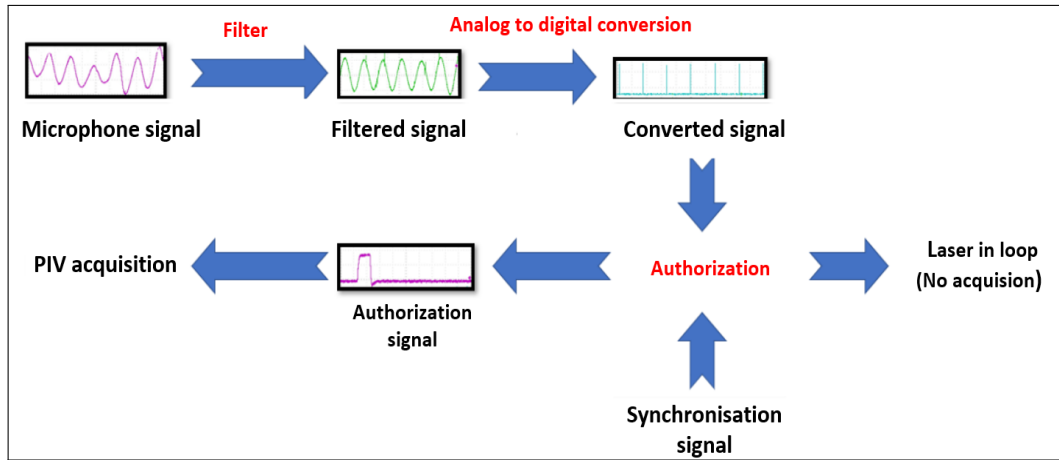 Filter
Analog to digital conversion
Microphone signal
Filtered signal
Converted signal
PIV acquisition
Authorization
signal
Authorization
Laser in loop
(No acquision)
Synchronisation
signal